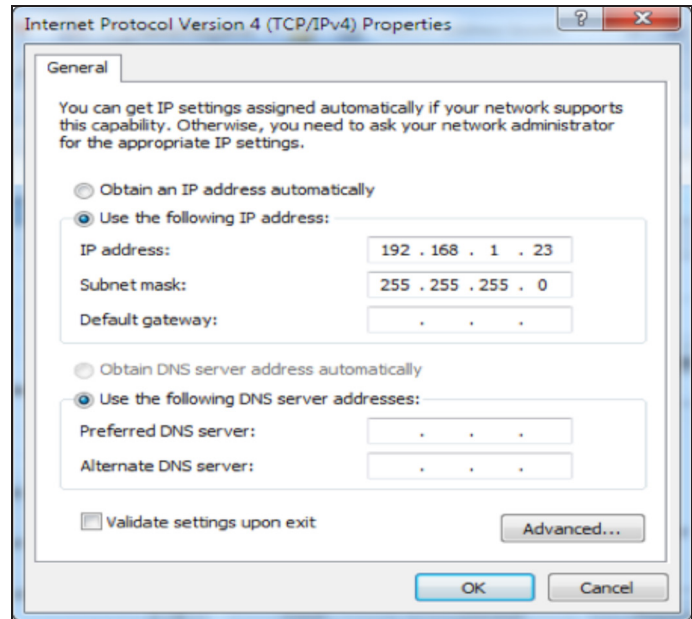 Internet Protocol Version 4 (TCP/IPv4) Properties
General
You can get IP settings assigned automatically if your network supports
this capability. Otherwise, you need to ask your network administrator
for the appropriate IP settings.
Obtain an IP address automatically
Use the following IP address:
IP address: 192 . 168 . 1 . 23
Subnet mask: 255 . 255 . 255 . 0
Default gateway: . . .
Obtain DNS server address automatically
Use the following DNS server addresses:
Preferred DNS server: . . .
Alternate DNS server: . . .
Validate settings upon exit
Advanced...
OK Cancel